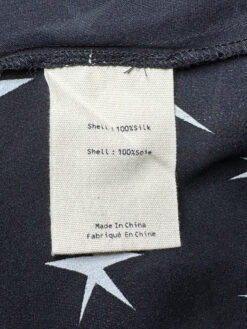 Shell:100%Silk
Shell:100%Soie
Made In China
Fabriqué En Chine